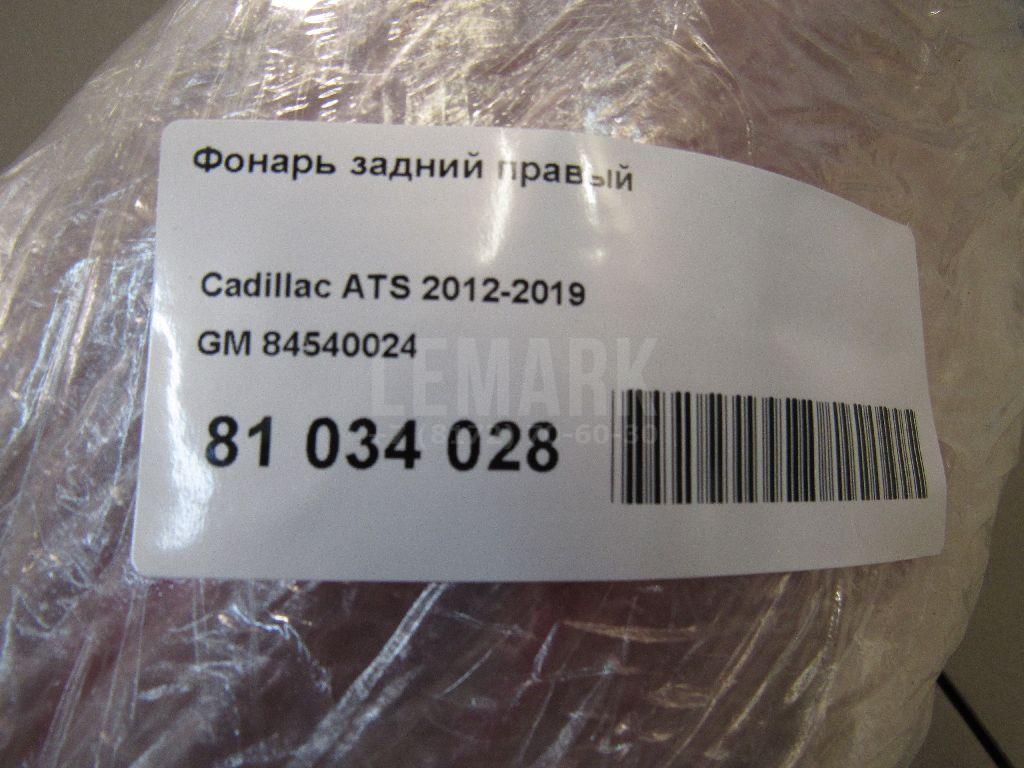 Фонарь задний правый
Cadillac ATS 2012-2019
GM 84540024
LEMARK
81 034 028